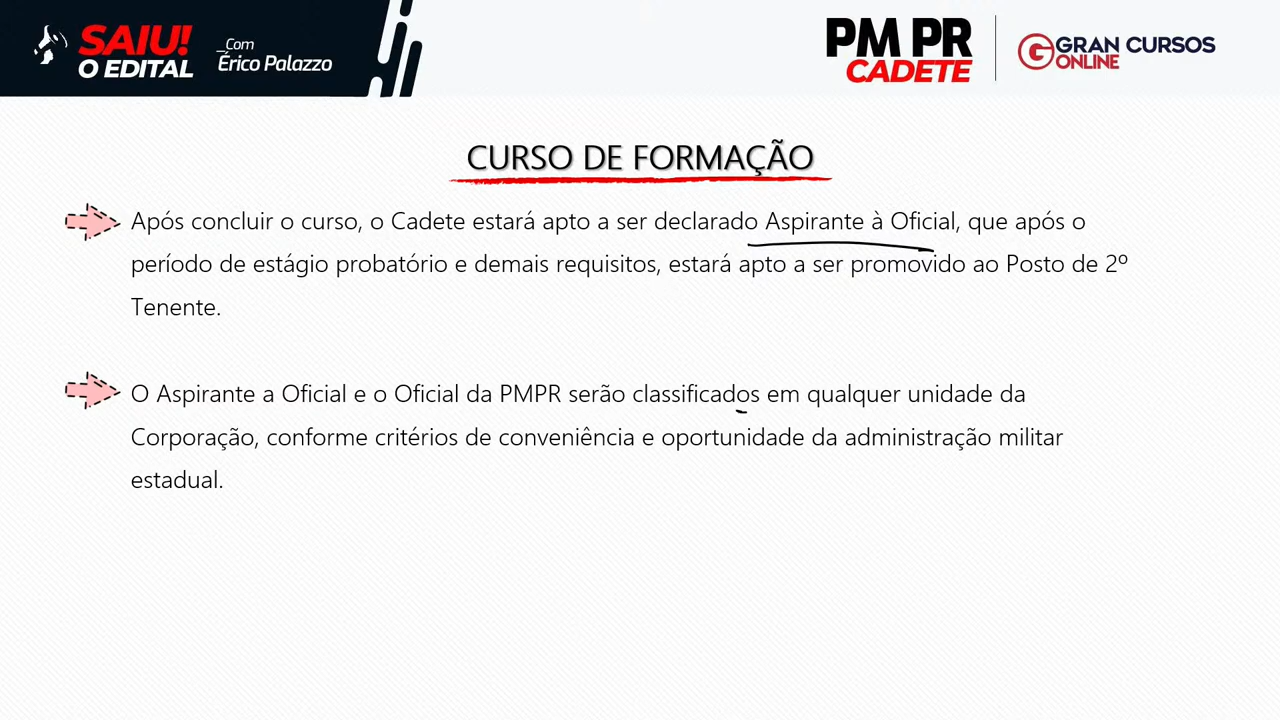 SAIU!
O EDITAL
_Com
Érico Palazzo
PM PR
CADETE
GRAN CURSOS
ONLINE
CURSO DE FORMAÇÃO
Após concluir o curso, o Cadete estará apto a ser declarado Aspirante à Oficial, que após o
período de estágio probatório e demais requisitos, estará apto a ser promovido ao Posto de 2º
Tenente.
O Aspirante a Oficial e o Oficial da PMPR serão classificados em qualquer unidade da
Corporação, conforme critérios de conveniência e oportunidade da administração militar
estadual.